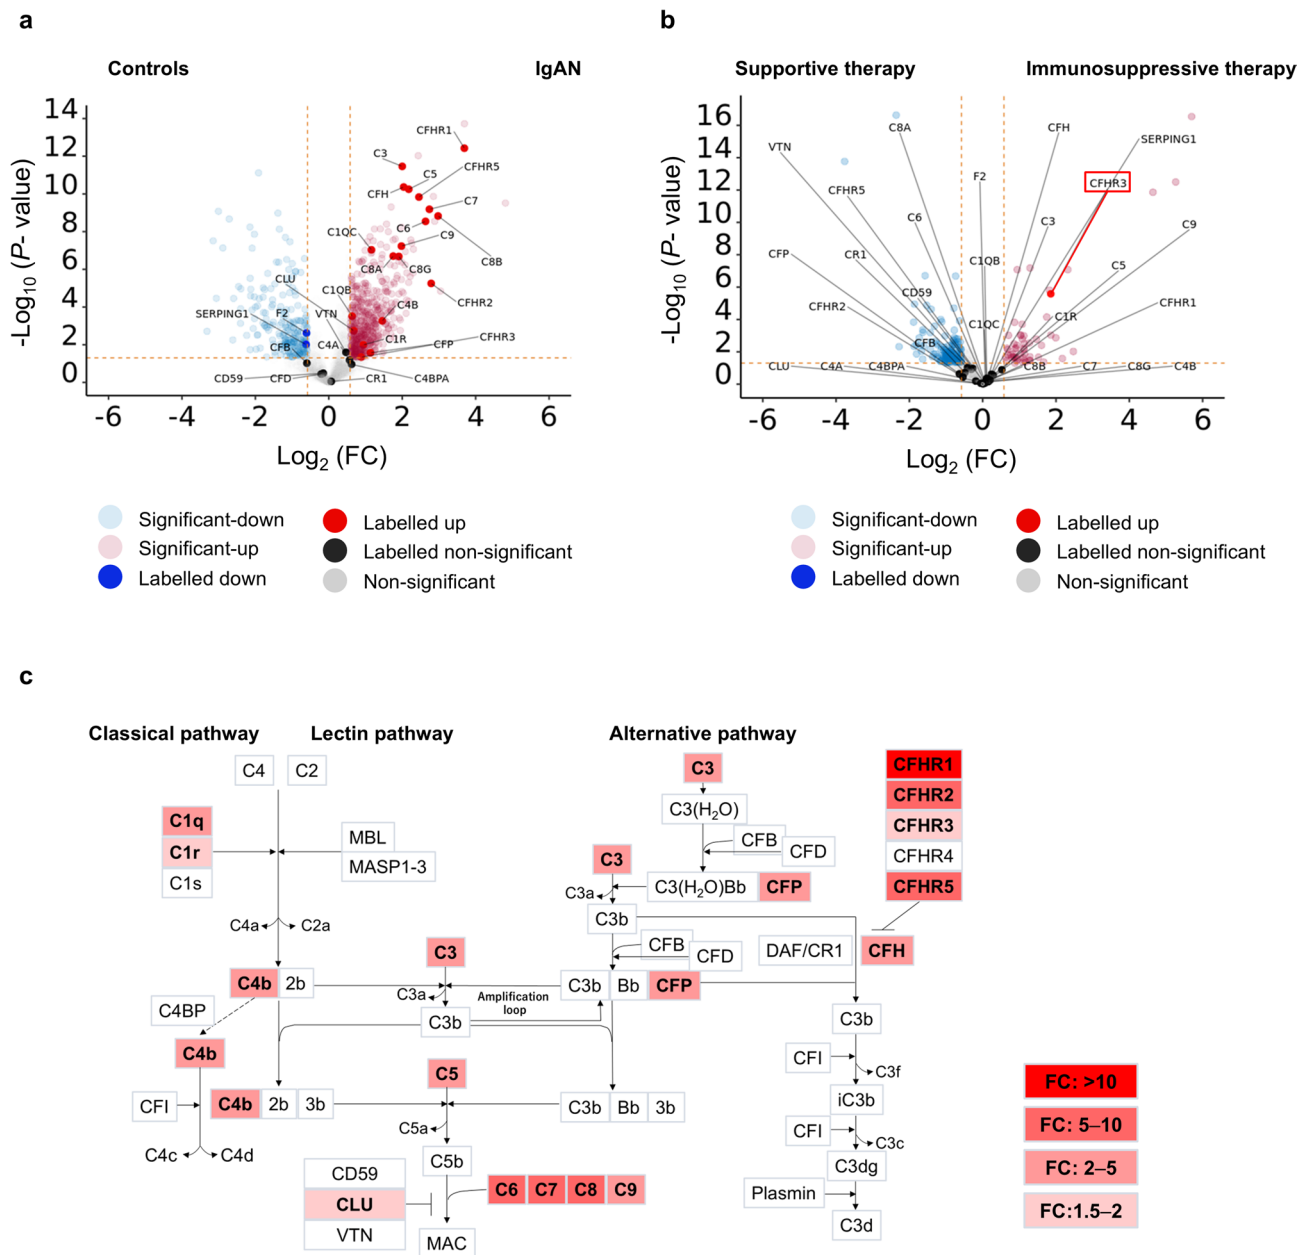 a
Controls
IgAN
14
12
10
8
6
4
2
0
-6
-4
-2
0
2
4
6
-Log10 (P- value)
Log2 (FC)
CFHR1
C3
CFHR5
C5
CFH
C7
C6
C9
C1QC
C8B
C8A
C8G
CLU
C1QB
CFHR2
SERPING1
F2
VTN
C4B
C4A
C1R
CFP
CFHR3
CFB
CD59
CFD
CR1
C4BPA
Significant-down
Significant-up
Labelled down
Labelled up
Labelled non-significant
Non-significant
b
Supportive therapy
Immunosuppressive therapy
16
14
12
10
8
6
4
2
0
-6
-4
-2
0
2
4
6
-Log10 (P- value)
Log2 (FC)
C8A
CFH
VTN
SERPING1
F2
CFHR3
CFHR5
C6
C3
C9
CFP
CR1
C1QB
C5
CD59
CFHR2
CFHR1
C1QC
C1R
CFB
CLU
C4A
C4BPA
C8B
C7
C8G
C4B
Significant-down
Significant-up
Labelled down
Labelled up
Labelled non-significant
Non-significant
c
Classical pathway
Lectin pathway
Alternative pathway
C4
C2
C3
CFHR1
CFHR2
CFHR3
CFHR4
CFHR5
C1q
C1r
C1s
MBL
MASP1-3
C3(H2O)
CFB
CFD
C3
C3a
C3(H2O)Bb
CFP
C3b
C4a
C2a
CFB
CFD
DAF/CR1
CFH
C3
C4b
2b
C3a
C3b
Bb
CFP
Amplification
loop
C4BP
C3b
C3b
C4b
CFI
C3f
C5
iC3b
CFI
C4b
2b
3b
C3b
Bb
3b
C5a
CFI
C3c
C4c
C4d
C5b
C3dg
CD59
CLU
VTN
C6
C7
C8
C9
Plasmin
C3d
MAC
FC: >10
FC: 5–10
FC: 2–5
FC:1.5–2